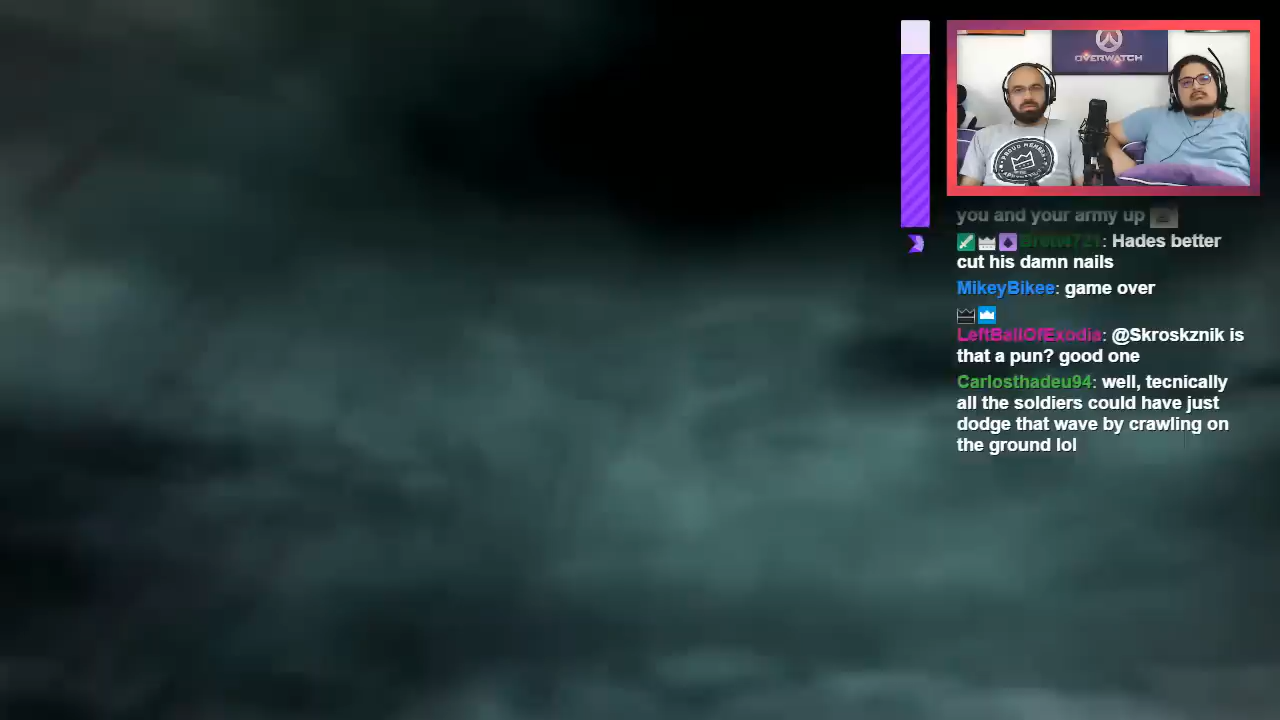 OVERWATCH
PROUD MEMBER
you and your army up
: Hades better
cut his damn nails
MikeyBikee: game over
LeftBallOfExodia: @Skroskznik is
that a pun? good one
Carlosthadeu94: well, tecnically
all the soldiers could have just
dodge that wave by crawling on
the ground lol